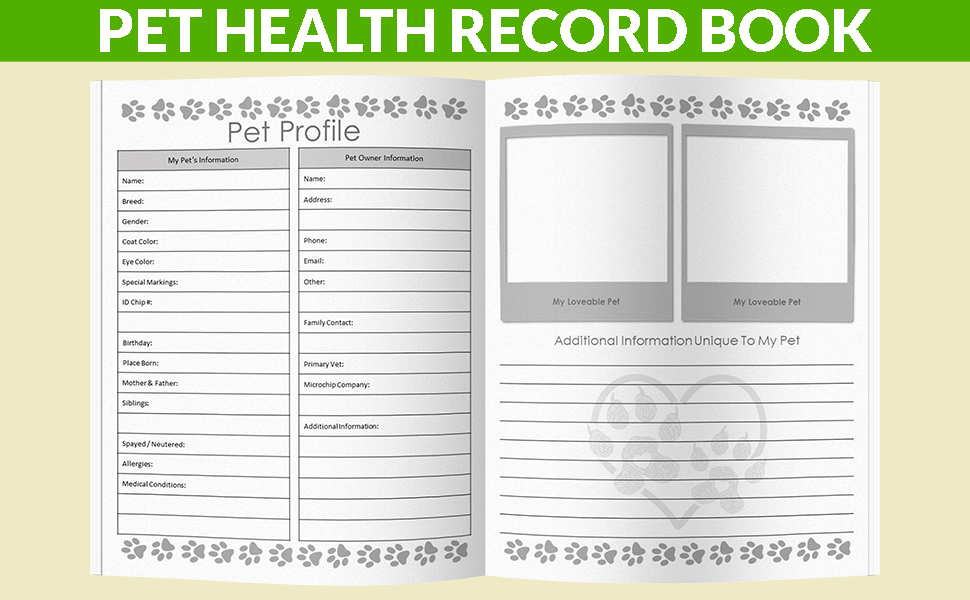 PET HEALTH RECORD BOOK
Pet Profile
My Pet's Information
Name:
Breed:
Gender:
Coat Color:
Eye Color:
Special Markings:
ID Chip #:
Birthday:
Place Born:
Mother & Father:
Siblings:
Spayed / Neutered:
Allergies:
Medical Conditions:
Pet Owner Information
Name:
Address:
Phone:
Email:
Other:
Family Contact:
Primary Vet:
Microchip Company:
Additional Information:
My Loveable Pet
My Loveable Pet
Additional Information Unique To My Pet